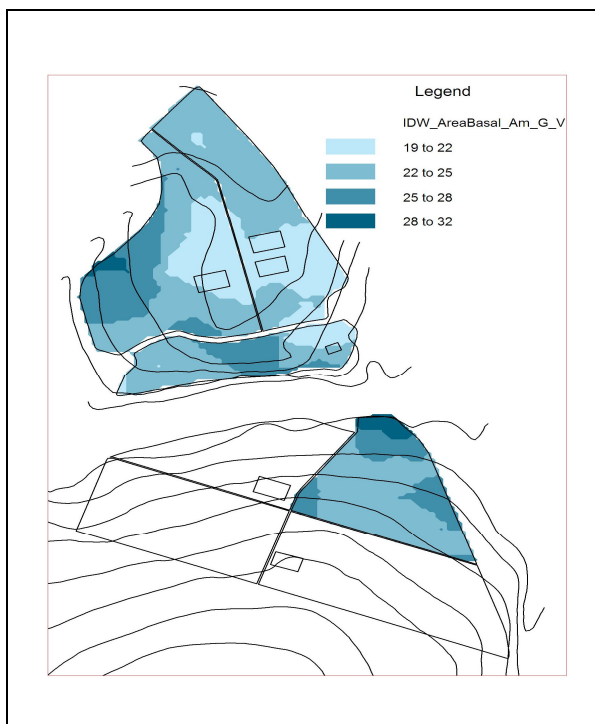 Legend
IDW_AreaBasal_Am_G_V
19 to 22
22 to 25
25 to 28
28 to 32